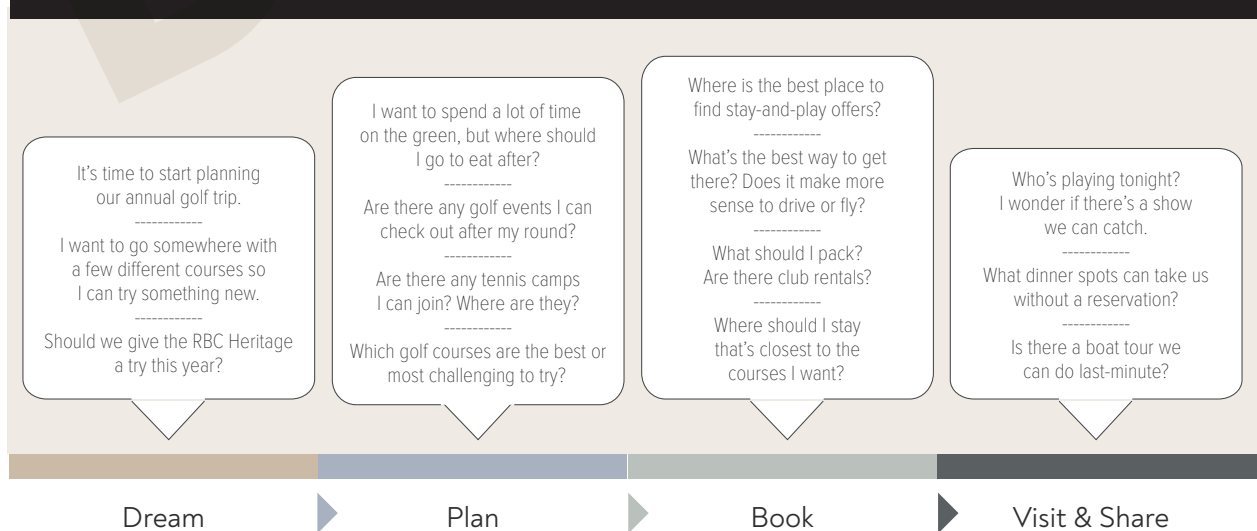 It's time to start planning
our annual golf trip.
------------
I want to go somewhere with
a few different courses so
I can try something new.
------------
Should we give the RBC Heritage
a try this year?
I want to spend a lot of time
on the green, but where should
I go to eat after?
------------
Are there any golf events I can
check out after my round?
------------
Are there any tennis camps
I can join? Where are they?
------------
Which golf courses are the best or
most challenging to try?
Where is the best place to
find stay-and-play offers?
------------
What's the best way to get
there? Does it make more
sense to drive or fly?
------------
What should I pack?
Are there club rentals?
------------
Where should I stay
that's closest to the
courses I want?
Who's playing tonight?
I wonder if there's a show
we can catch.
------------
What dinner spots can take us
without a reservation?
------------
Is there a boat tour we
can do last-minute?
Dream
Plan
Book
Visit & Share